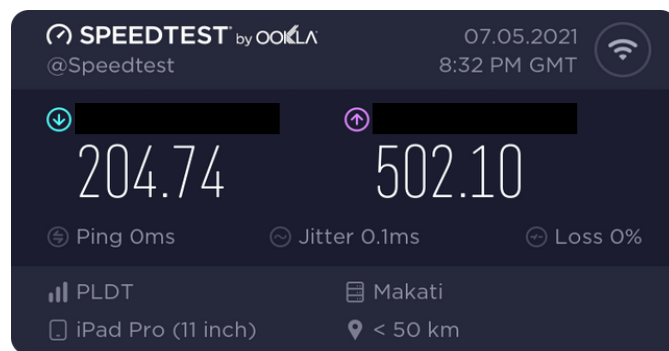 SPEEDTEST by OOKLA
@Speedtest
07.05.2021
8:32 PM GMT
204.74
502.10
Ping 0ms
Jitter 0.1ms
Loss 0%
PLDT
Makati
iPad Pro (11 inch)
< 50 km